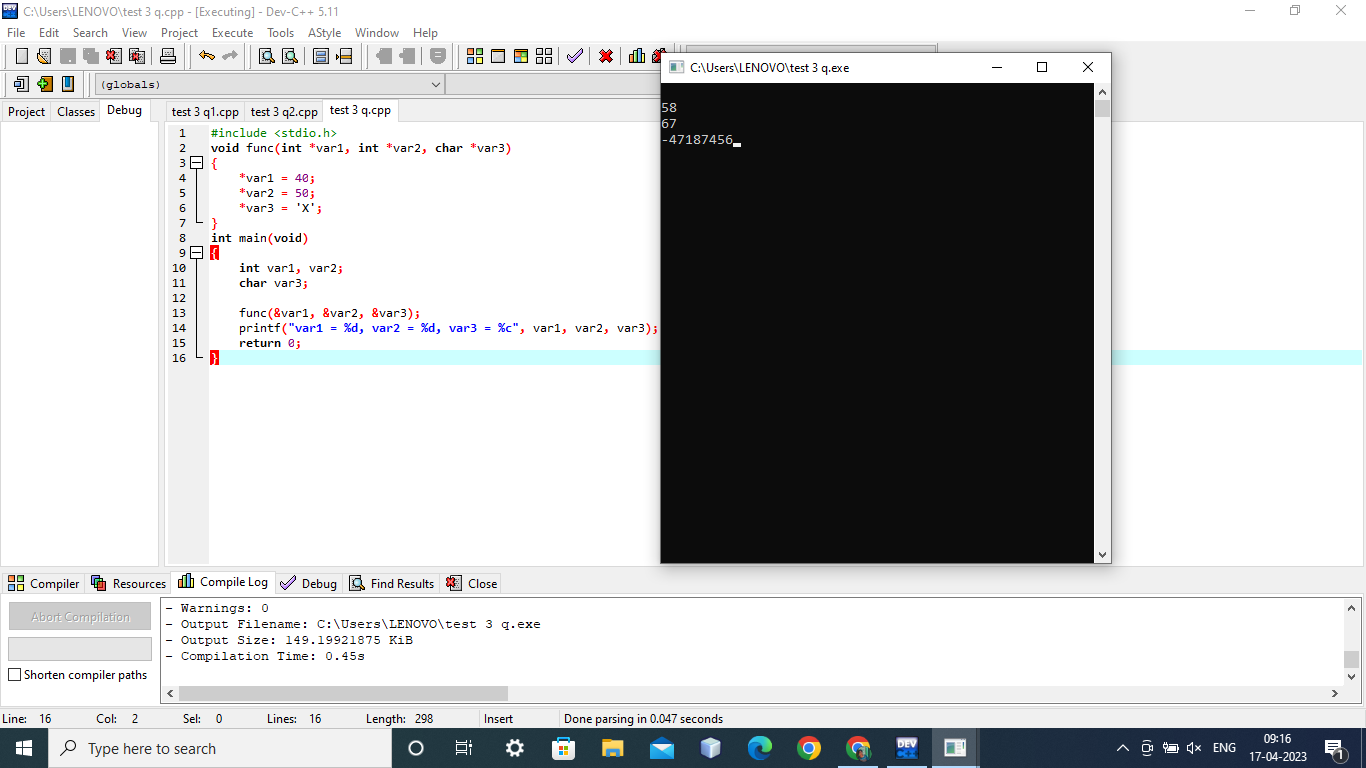 C:\Users\LENOVO\test 3 q.cpp - [Executing] - Dev-C++ 5.11
File Edit Search View Project Execute Tools AStyle Window Help
(globals)
Project Classes Debug
test 3 q1.cpp test 3 q2.cpp test 3 q.cpp
1 #include <stdio.h>
2 void func(int *var1, int *var2, char *var3)
3 {
4 *var1 = 40;
5 *var2 = 50;
6 *var3 = 'X';
7 }
8 int main(void)
9 {
10 int var1, var2;
11 char var3;
12
13 func(&var1, &var2, &var3);
14 printf("var1 = %d, var2 = %d, var3 = %c", var1, var2, var3);
15 return 0;
16 }
C:\Users\LENOVO\test 3 q.exe
58
67
-47187456
Compiler Resources Compile Log Debug Find Results Close
Abort Compilation
Shorten compiler paths
- Warnings: 0
- Output Filename: C:\Users\LENOVO\test 3 q.exe
- Output Size: 149.19921875 KiB
- Compilation Time: 0.45s
Line: 16 Col: 2 Sel: 0 Lines: 16 Length: 298 Insert Done parsing in 0.047 seconds
Type here to search
DEV
ENG
09:16
17-04-2023
1